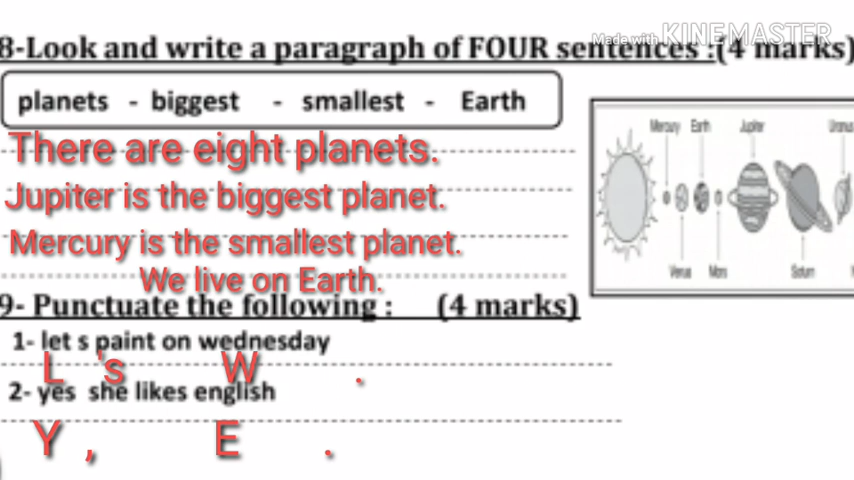 8-Look and write a paragraph of FOUR sentences :(4 marks)
Made with KINEMASTER
planets - biggest - smallest - Earth
There are eight planets.
Jupiter is the biggest planet.
Mercury is the smallest planet.
We live on Earth.
Mercury Earth Jupiter Uranus
Venus Mars Saturn
9- Punctuate the following : (4 marks)
1- let s paint on wednesday
L 's W .
2- yes she likes english
Y , E .